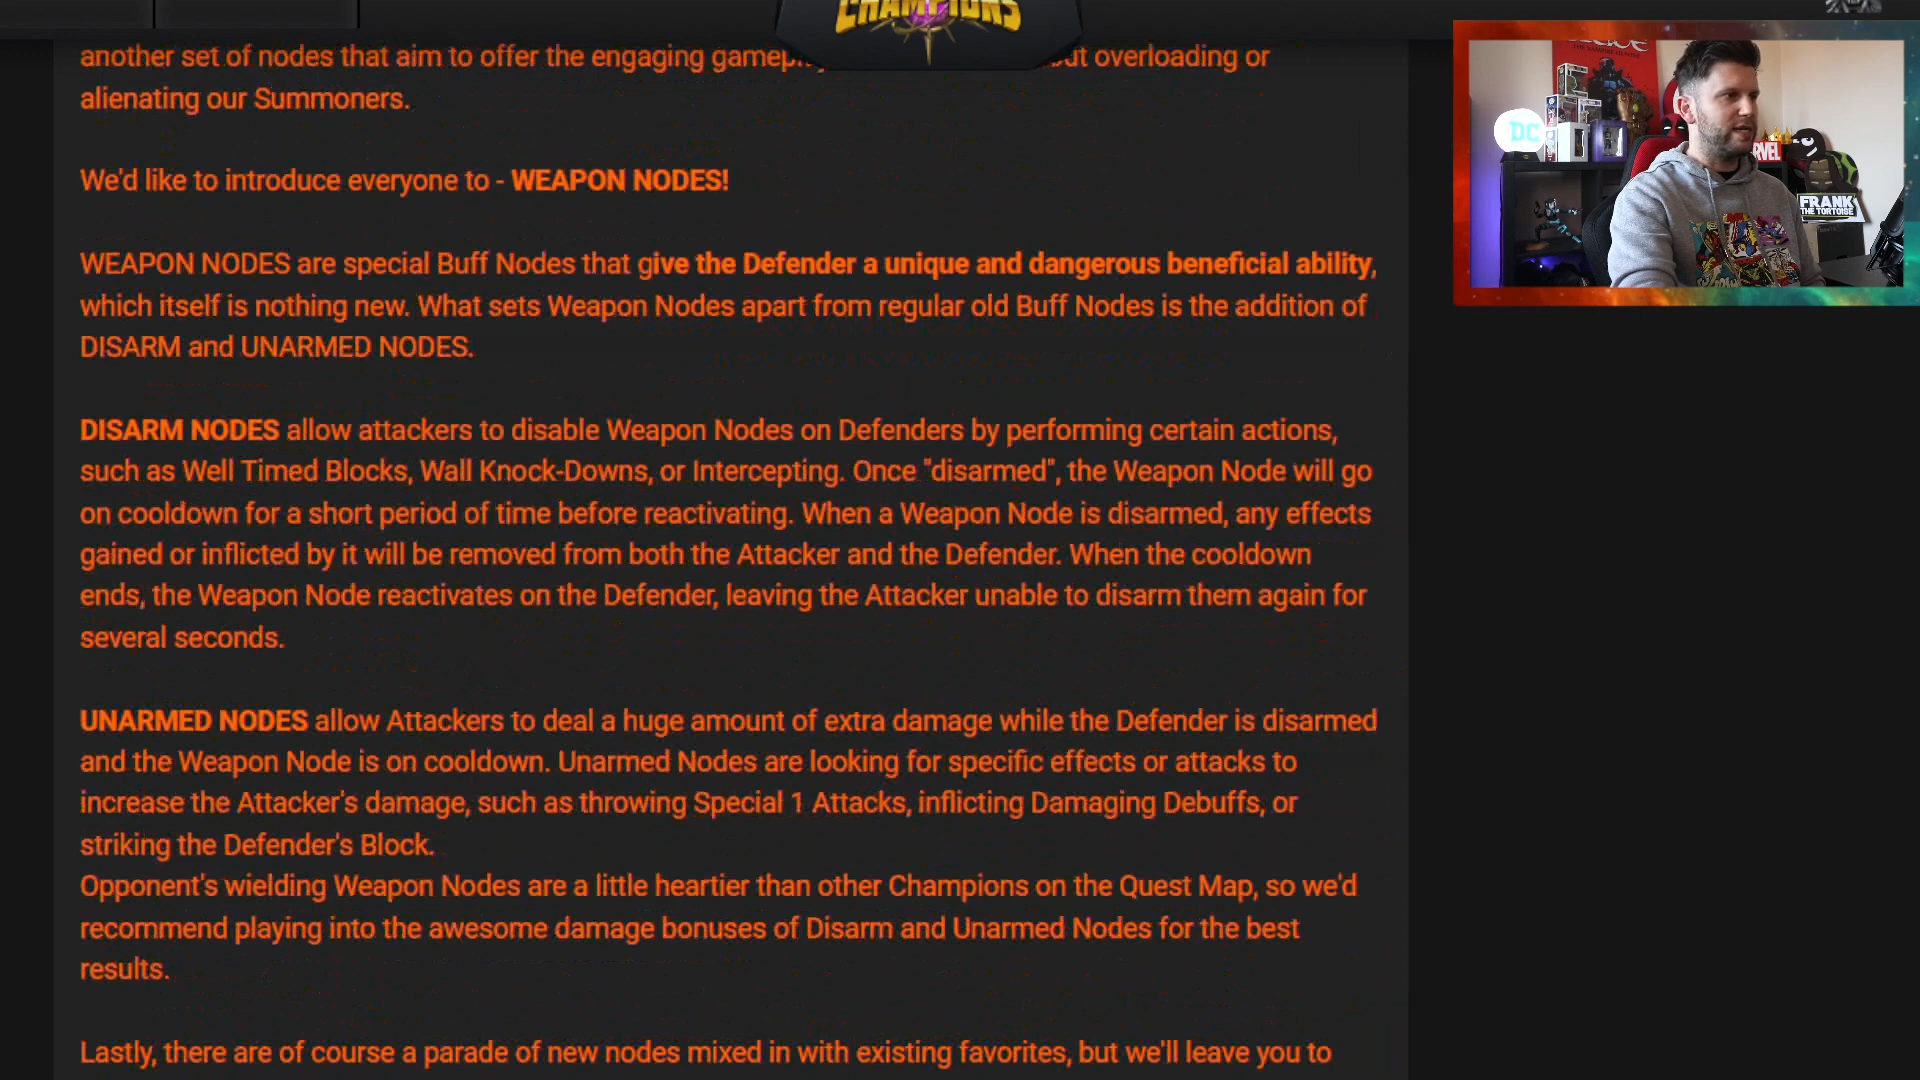 CHAMPIONS
another set of nodes that aim to offer the engaging gamep ut overloading or
alienating our Summoners.
We'd like to introduce everyone to - WEAPON NODES!
WEAPON NODES are special Buff Nodes that give the Defender a unique and dangerous beneficial ability,
which itself is nothing new. What sets Weapon Nodes apart from regular old Buff Nodes is the addition of
DISARM and UNARMED NODES.
DISARM NODES allow attackers to disable Weapon Nodes on Defenders by performing certain actions,
such as Well Timed Blocks, Wall Knock-Downs, or Intercepting. Once "disarmed", the Weapon Node will go
on cooldown for a short period of time before reactivating. When a Weapon Node is disarmed, any effects
gained or inflicted by it will be removed from both the Attacker and the Defender. When the cooldown
ends, the Weapon Node reactivates on the Defender, leaving the Attacker unable to disarm them again for
several seconds.
UNARMED NODES allow Attackers to deal a huge amount of extra damage while the Defender is disarmed
and the Weapon Node is on cooldown. Unarmed Nodes are looking for specific effects or attacks to
increase the Attacker's damage, such as throwing Special 1 Attacks, inflicting Damaging Debuffs, or
striking the Defender's Block.
Opponent's wielding Weapon Nodes are a little heartier than other Champions on the Quest Map, so we'd
recommend playing into the awesome damage bonuses of Disarm and Unarmed Nodes for the best
results.
Lastly, there are of course a parade of new nodes mixed in with existing favorites, but we'll leave you to
DC
RVEL
FRANK
THE TORTOISE